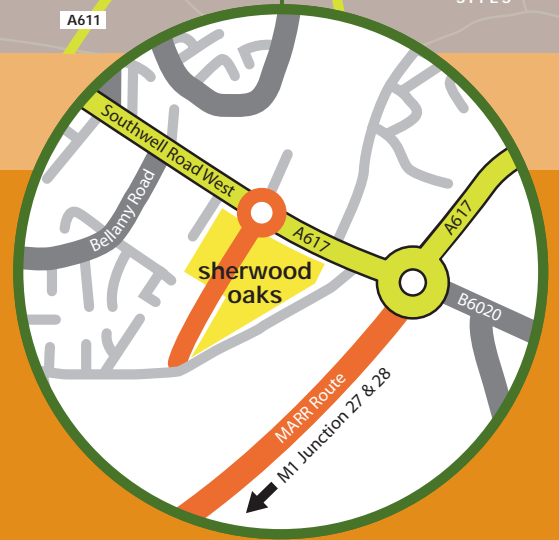 A611
Southwell Road West
Bellamy Road
A617
A617
sherwood
oaks
B6020
MARR Route
M1 Junction 27 & 28